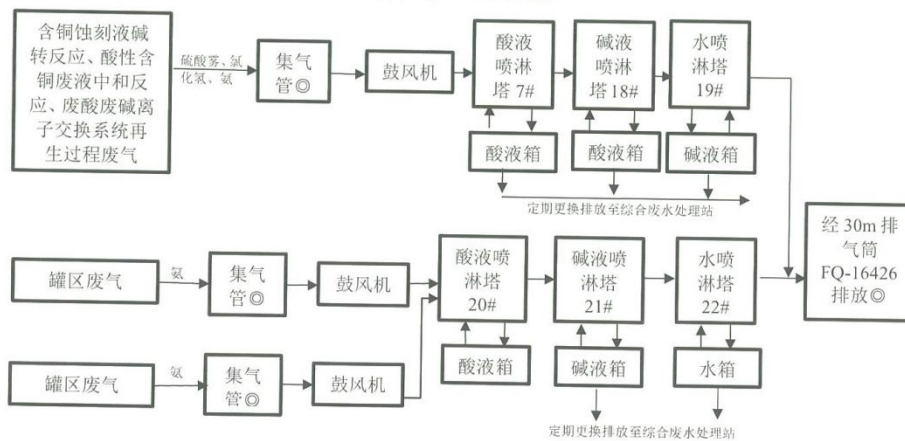 含铜蚀刻液碱
转反应、酸性含
铜废液中和反
应、废酸废碱离
子交换系统再
生过程废气
硫酸雾、氯
化氢、氨
集气
管◎
鼓风机
酸液
喷淋
塔 7#
碱液
喷淋
塔 18#
水喷
淋塔
19#
酸液箱
酸液箱
碱液箱
定期更换排放至综合废水处理站
经 30m 排
气筒
FQ-16426
排放◎
罐区废气
氨
集气
管◎
鼓风机
酸液喷
淋塔
20#
碱液喷
淋塔
21#
水喷
淋塔
22#
酸液箱
碱液箱
水箱
罐区废气
氨
集气
管◎
鼓风机
定期更换排放至综合废水处理站